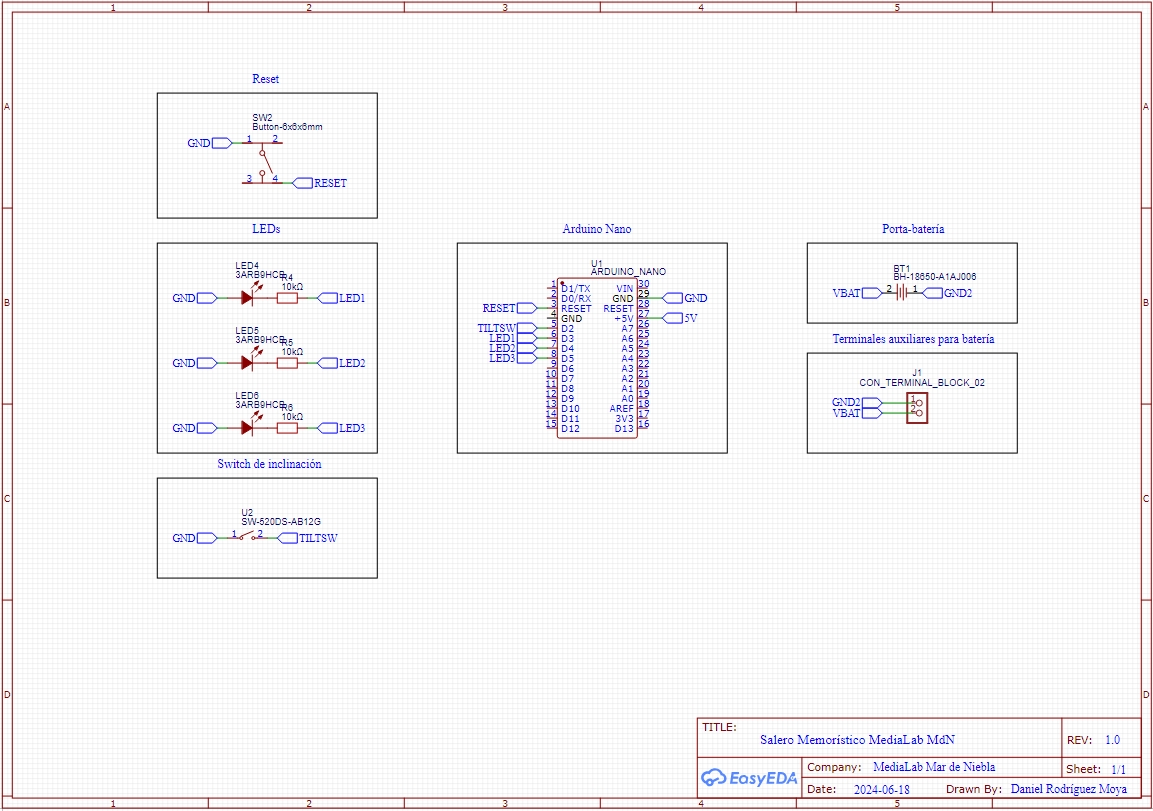 1 2 3 4 5
A A
B B
C C
D D
Reset
SW2
Button-6x6x6mm
GND 1 2
3 4 RESET
LEDs
LED4
3ARB9HCB
R4
10kΩ
GND LED1
LED5
3ARB9HCB
R5
10kΩ
GND LED2
LED6
3ARB9HCB
R6
10kΩ
GND LED3
Switch de inclinación
U2
SW-520DS-AB12G
GND 1 2 TILTSW
Arduino Nano
U1
ARDUINO_NANO
1 D1/TX VIN 30
2 D0/RX GND 29 GND
RESET 3 RESET RESET 28
4 GND +5V 27 5V
TILTSW 5 D2 A7 26
LED1 6 D3 A6 25
LED2 7 D4 A5 24
LED3 8 D5 A4 23
9 D6 A3 22
10 D7 A2 21
11 D8 A1 20
12 D9 A0 19
13 D10 AREF 18
14 D11 3V3 17
15 D12 D13 16
Porta-batería
BT1
BH-18650-A1AJ006
VBAT 2 1 GND2
Terminales auxiliares para batería
J1
CON_TERMINAL_BLOCK_02
GND2 1
VBAT 2
TITLE:
Salero Memorístico MediaLab MdN
REV: 1.0
EasyEDA
Company: MediaLab Mar de Niebla
Sheet: 1/1
Date: 2024-06-18
Drawn By: Daniel Rodríguez Moya
1 2 3 4 5